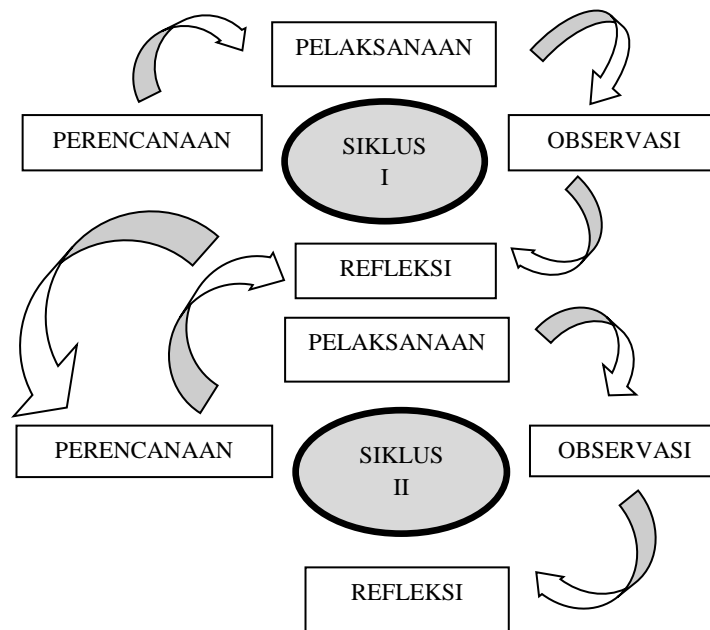 PELAKSANAAN
PERENCANAAN
SIKLUS
I
OBSERVASI
REFLEKSI
PELAKSANAAN
PERENCANAAN
SIKLUS
II
OBSERVASI
REFLEKSI